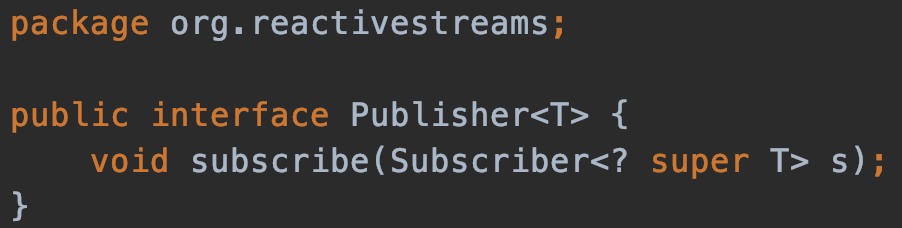 package org.reactivestreams;
public interface Publisher<T> {
void subscribe(Subscriber<? super T> s);
}